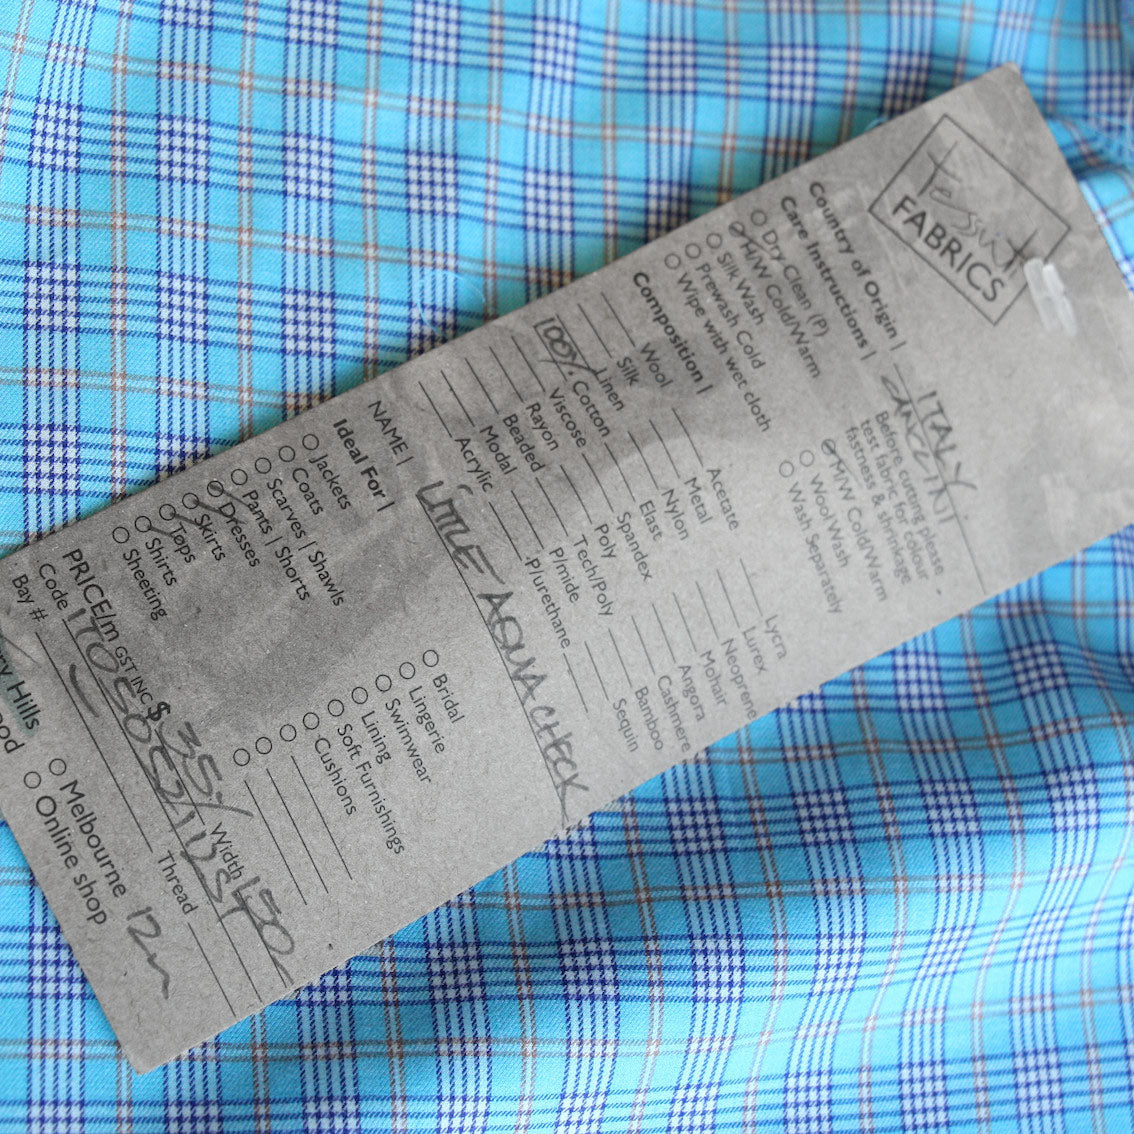 Tessuti
FABRICS
Country of Origin | ITALY
Care Instructions |
Before cutting please
test fabric for colour
fastness & shrinkage
Dry Clean (P)
H/W Cold/Warm
Silk Wash
Prewash Cold
Wipe with wet cloth
M/W Cold/Warm
Wool Wash
Wash Separately
Composition |
Wool
Silk
Linen
100% Cotton
Viscose
Rayon
Beaded
Modal
Acrylic
Acetate
Metal
Nylon
Elast
Spandex
Poly
Tech/Poly
P/mide
P/urethane
Lycra
Lurex
Neoprene
Mohair
Angora
Cashmere
Bamboo
Sequin
NAME | LITTLE AQUA CHECK
Ideal For |
Jackets
Coats
Scarves | Shawls
Pants | Shorts
Dresses
Skirts
Tops
Shirts
Sheeting
Bridal
Lingerie
Swimwear
Lining
Soft Furnishings
Cushions
PRICE/m GST INC $ 35 Width 150
Code
Bay # Thread
ry Hills
ood
Melbourne
Online shop
12m